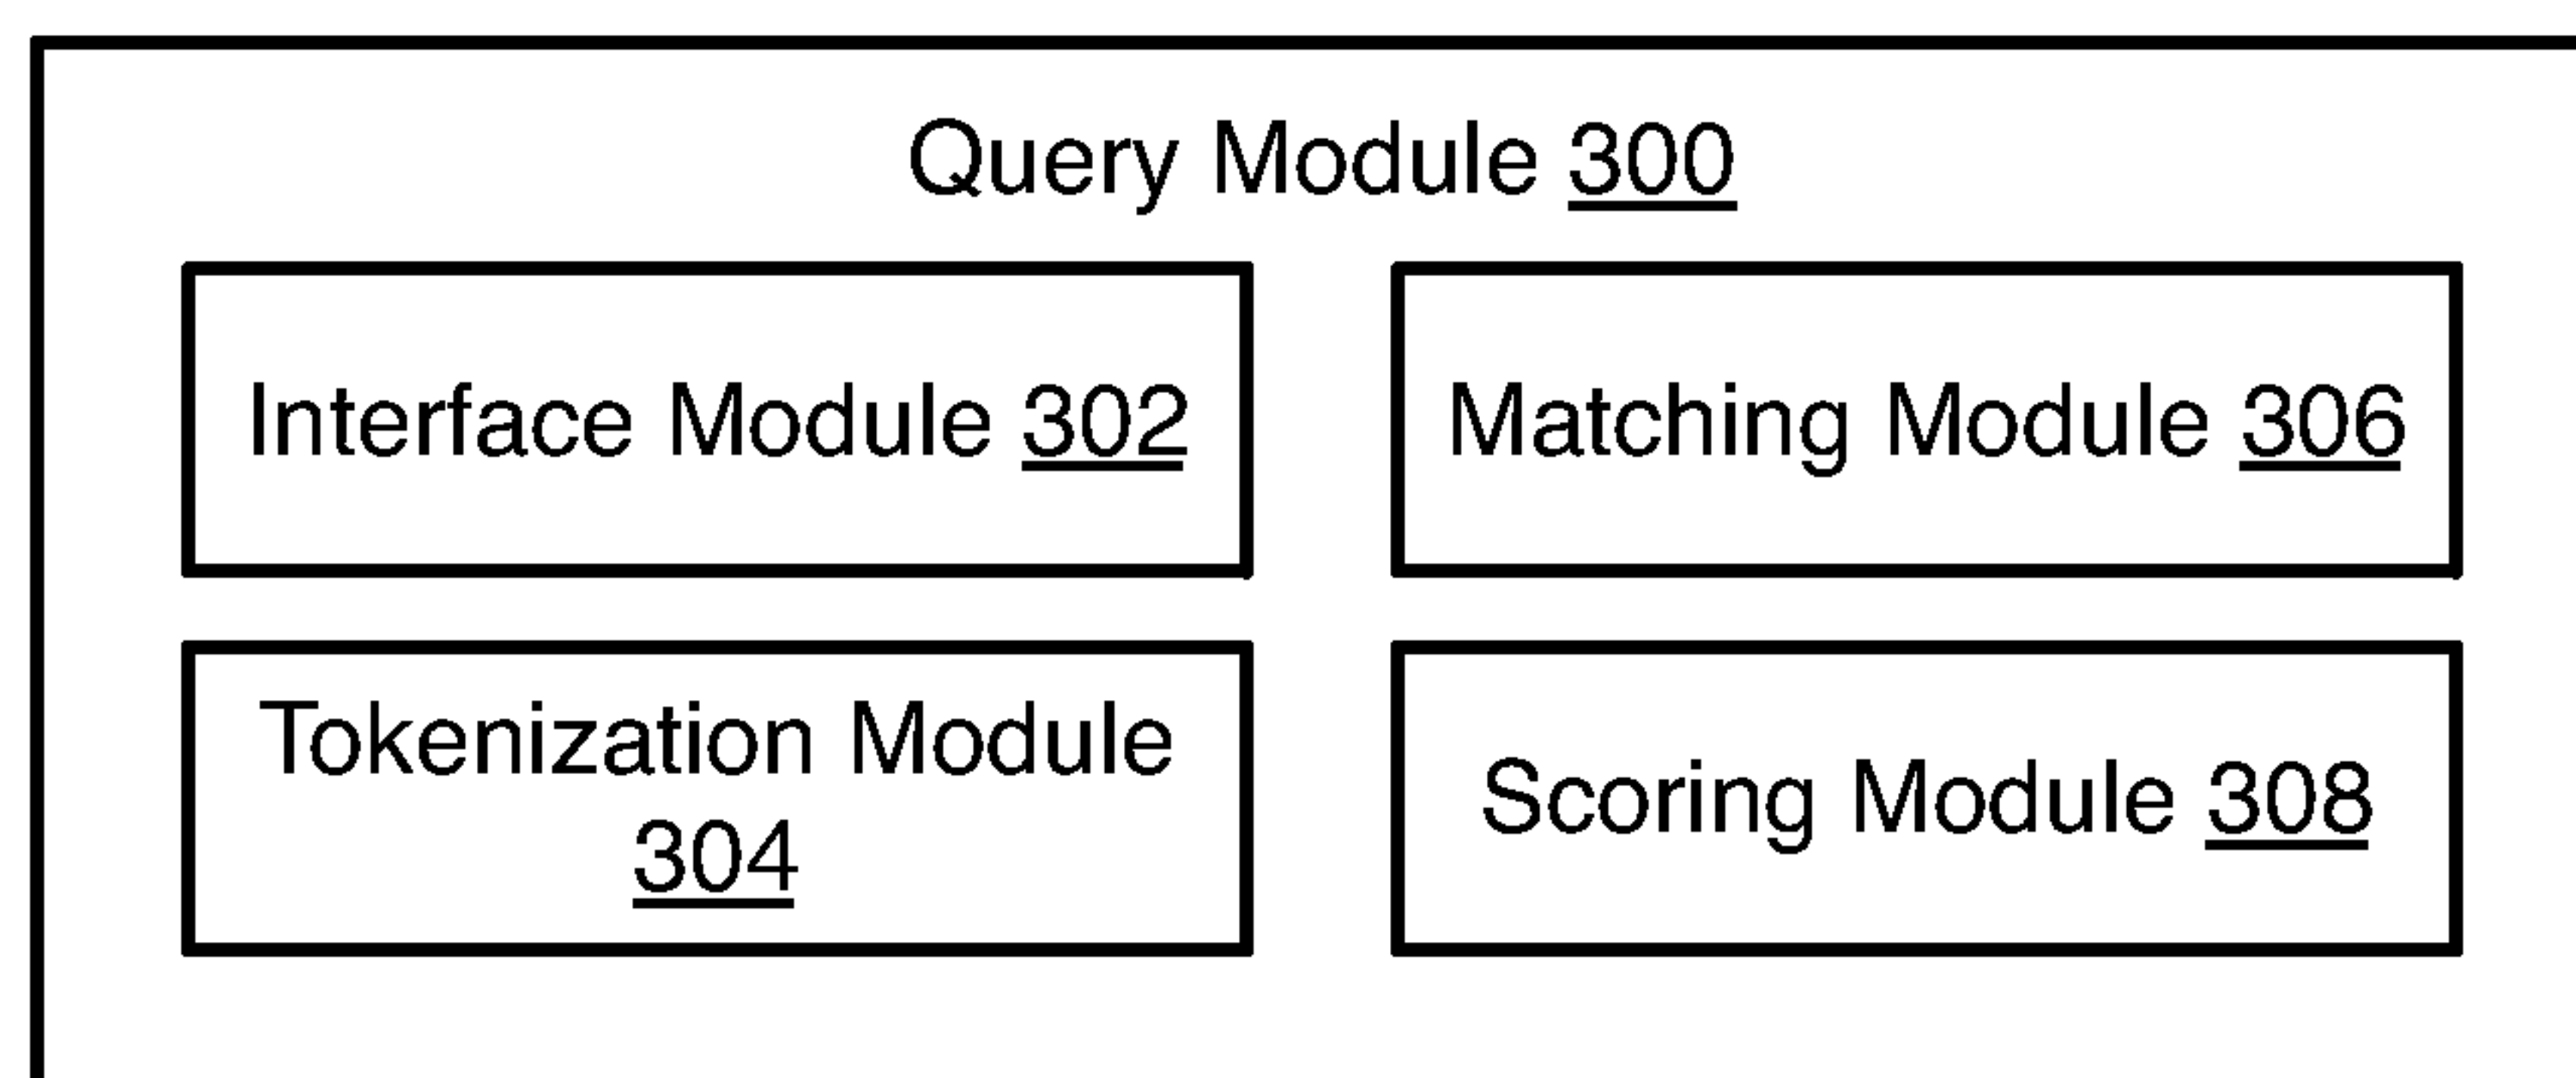 Query Module 300
Interface Module 302
Matching Module 306
Tokenization Module
304
Scoring Module 308